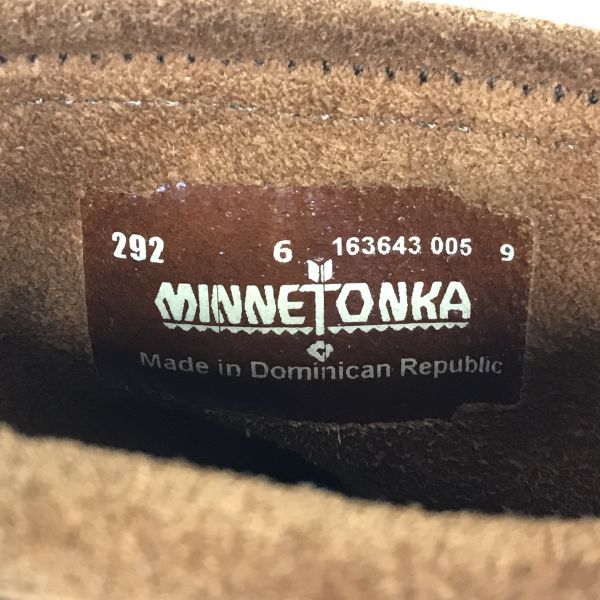 292 6 163643 005 9
MINNETONKA
Made in Dominican Republic